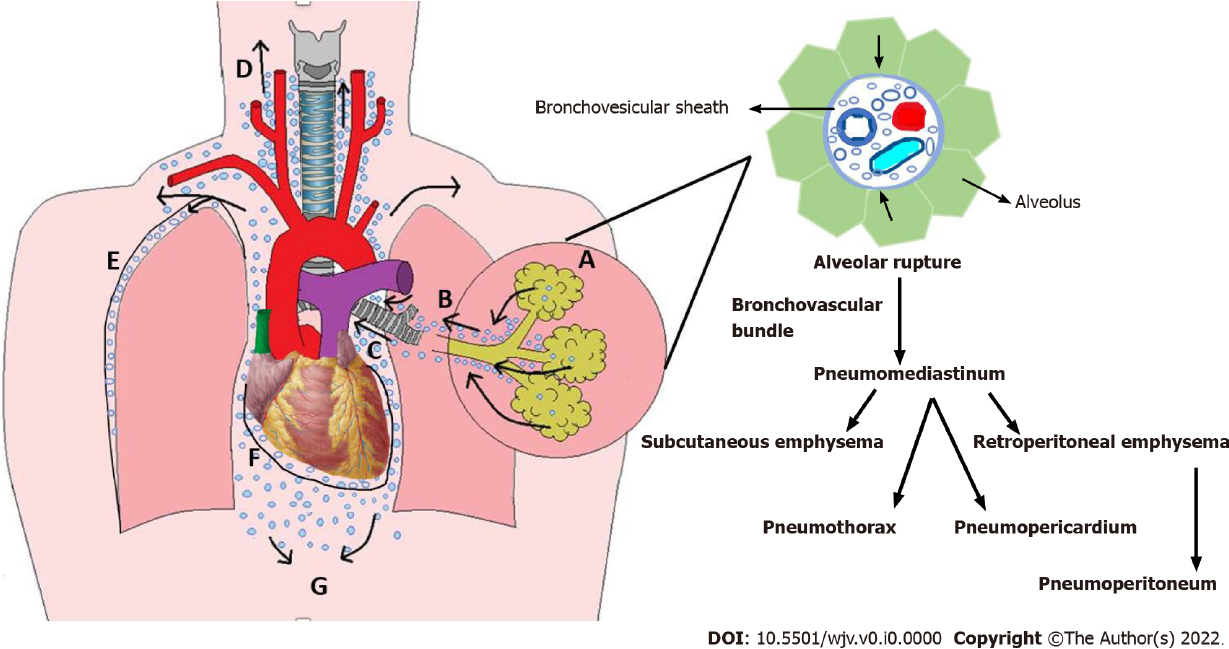 D
E
A
B
C
F
G
Bronchovesicular sheath
Alveolus
Alveolar rupture
Bronchovascular
bundle
Pneumomediastinum
Subcutaneous emphysema
Retroperitoneal emphysema
Pneumothorax
Pneumopericardium
Pneumoperitoneum
DOI: 10.5501/wjv.v0.i0.0000 Copyright ©The Author(s) 2022.